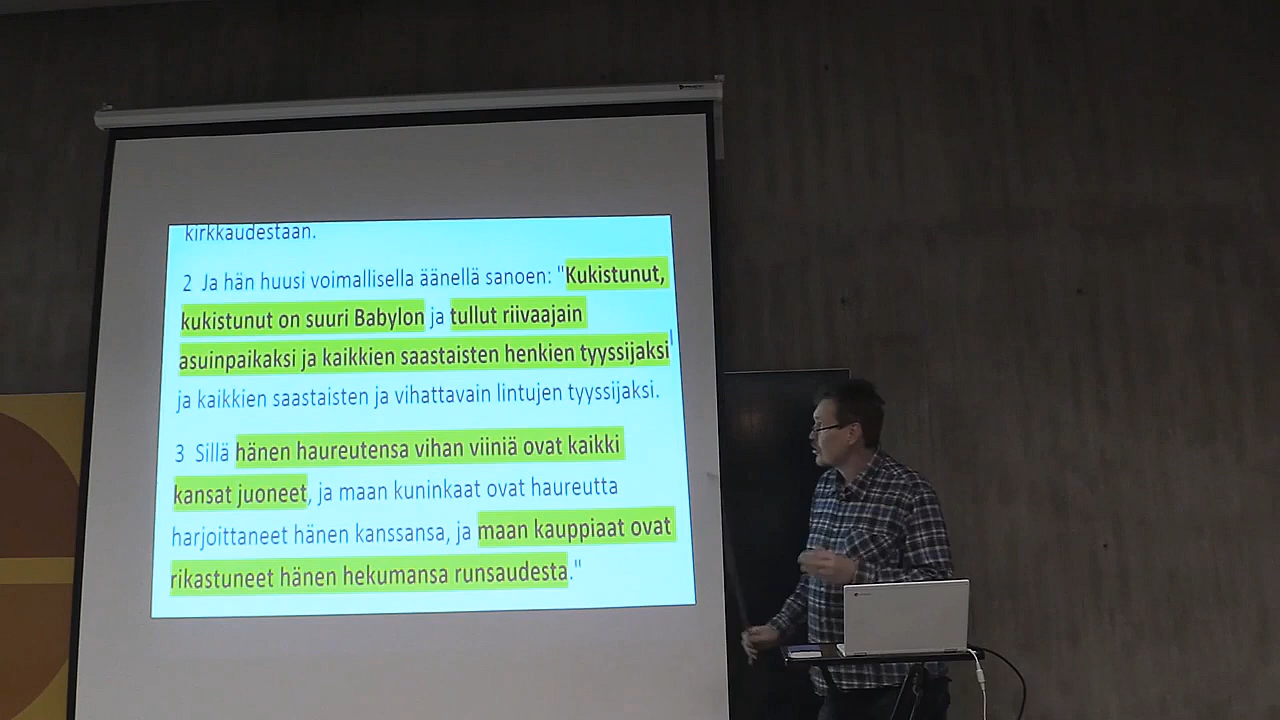 kirkkaudestaan.
2 Ja hän huusi voimallisella äänellä sanoen: "Kukistunut,
kukistunut on suuri Babylon ja tullut riivaajain
asuinpaikaksi ja kaikkien saastaisten henkien tyyssijaksi
ja kaikkien saastaisten ja vihattavain lintujen tyyssijaksi.
3 Sillä hänen haureutensa vihan viiniä ovat kaikki
kansat juoneet, ja maan kuninkaat ovat haureutta
harjoittaneet hänen kanssansa, ja maan kauppiaat ovat
rikastuneet hänen hekumansa runsaudesta."